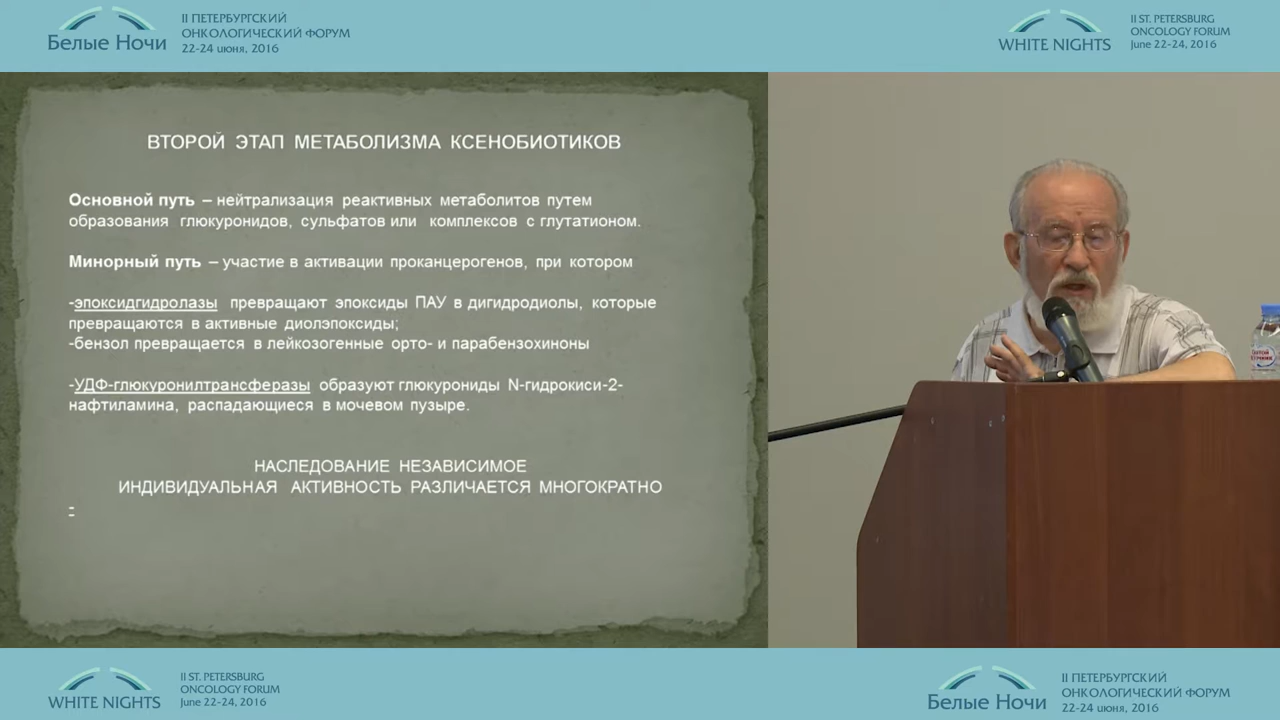 Белые Ночи
II ПЕТЕРБУРГСКИЙ
ОНКОЛОГИЧЕСКИЙ ФОРУМ
22-24 июня, 2016
WHITE NIGHTS
II ST. PETERSBURG
ONCOLOGY FORUM
June 22-24, 2016
ВТОРОЙ ЭТАП МЕТАБОЛИЗМА КСЕНОБИОТИКОВ
Основной путь – нейтрализация реактивных метаболитов путем
образования глюкуронидов, сульфатов или комплексов с глутатионом.
Минорный путь – участие в активации проканцерогенов, при котором
-эпоксидгидролазы превращают эпоксиды ПАУ в дигидродиолы, которые
превращаются в активные диолэпоксиды;
-бензол превращается в лейкозогенные орто- и парабензохиноны
-УДФ-глюкуронилтрансферазы образуют глюкурониды N-гидрокиси-2-
нафтиламина, распадающиеся в мочевом пузыре.
НАСЛЕДОВАНИЕ НЕЗАВИСИМОЕ
ИНДИВИДУАЛЬНАЯ АКТИВНОСТЬ РАЗЛИЧАЕТСЯ МНОГОКРАТНО
-
WHITE NIGHTS
II ST. PETERSBURG
ONCOLOGY FORUM
June 22-24, 2016
Белые Ночи
II ПЕТЕРБУРГСКИЙ
ОНКОЛОГИЧЕСКИЙ ФОРУМ
22-24 июня, 2016